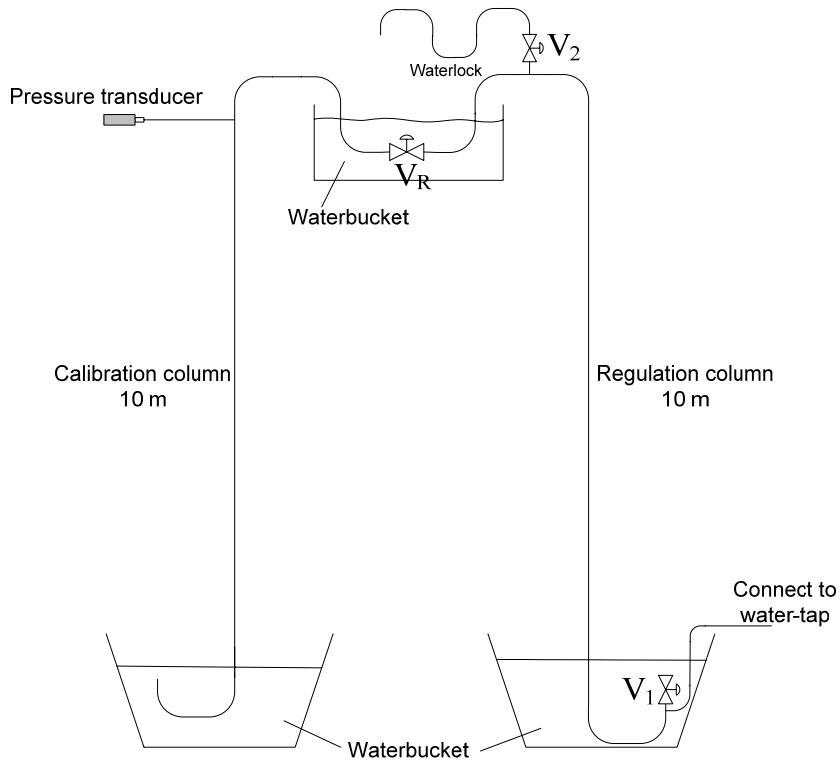 V2
Waterlock
Pressure transducer
VR
Waterbucket
Calibration column
10 m
Regulation column
10 m
Connect to
water-tap
V1
Waterbucket